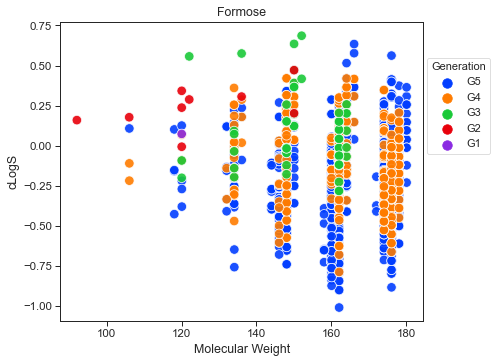 Formose
0.75
0.50
0.25
0.00
−0.25
−0.50
−0.75
−1.00
cLogS
100
120
140
160
180
Molecular Weight
Generation
G5
G4
G3
G2
G1